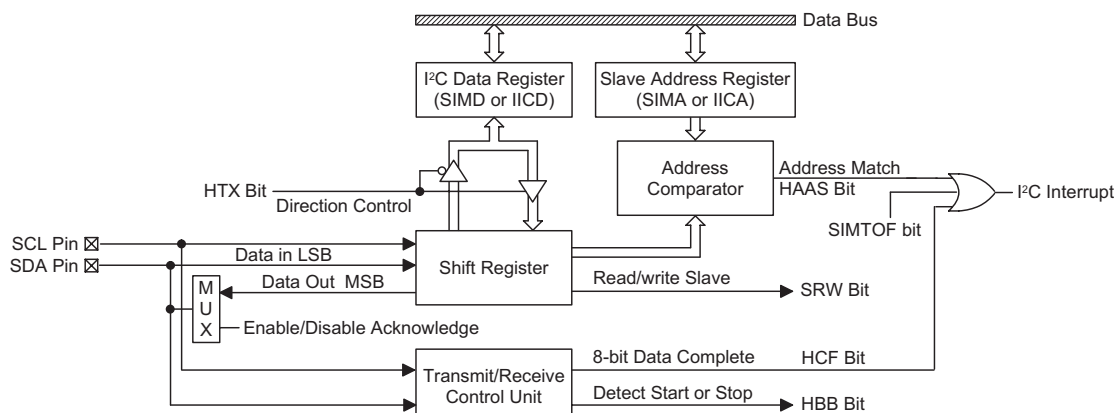 Data Bus
I²C Data Register
(SIMD or IICD)
Slave Address Register
(SIMA or IICA)
Address
Comparator
Address Match
HAAS Bit
I²C Interrupt
SIMTOF bit
HTX Bit
Direction Control
SCL Pin
SDA Pin
Data in LSB
Shift Register
Data Out MSB
Read/write Slave
SRW Bit
M
U
X
Enable/Disable Acknowledge
Transmit/Receive
Control Unit
8-bit Data Complete
HCF Bit
Detect Start or Stop
HBB Bit